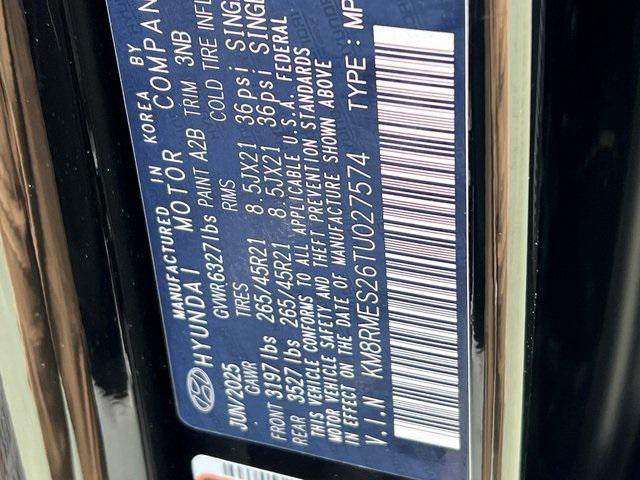 MANUFACTURED IN KOREA BY
HYUNDAI MOTOR COMPAN
JUN/2025 GVWR 6327 lbs PAINT A2B TRIM 3NB
GAWR TIRES RIMS COLD TIRE INFL
FRONT 3197 lbs 265/45R21 8.5JX21 36psi SINGL
REAR 3527 lbs 265/45R21 8.5JX21 36psi SINGLE
THIS VEHICLE CONFORMS TO ALL APPLICABLE U.S.A. FEDERAL
MOTOR VEHICLE SAFETY AND THEFT PREVENTION STANDARDS
IN EFFECT ON THE DATE OF MANUFACTURE SHOWN ABOVE
V.I.N KM8RMES26TU027574 TYPE : MP